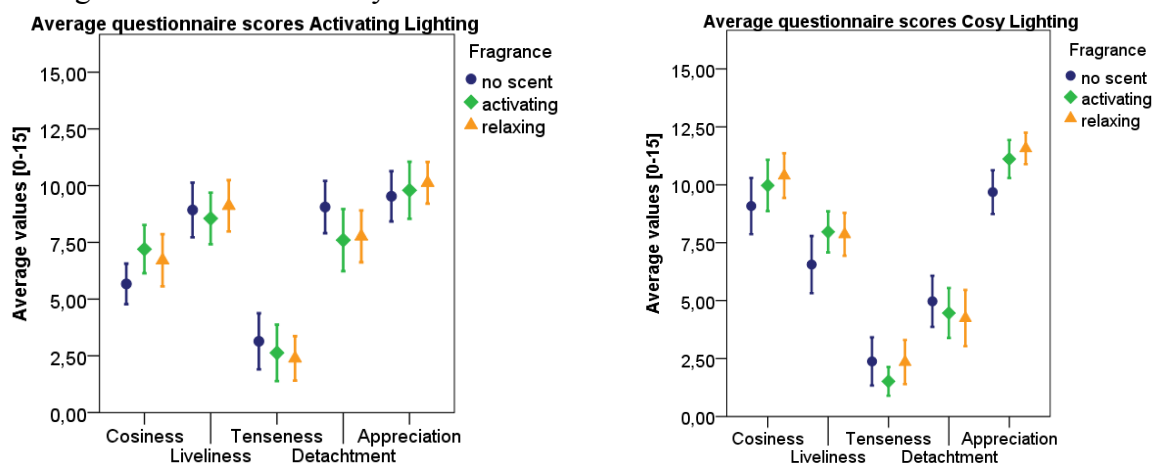 Average questionnaire scores Activating Lighting
Fragrance
no scent
activating
relaxing
Average values [0-15]
15,00
12,50
10,00
7,50
5,00
2,50
0,00
Cosiness
Liveliness
Tenseness
Detachtment
Appreciation
Average questionnaire scores Cosy Lighting
Fragrance
no scent
activating
relaxing
Average values [0-15]
15,00
12,50
10,00
7,50
5,00
2,50
0,00
Cosiness
Liveliness
Tenseness
Detachtment
Appreciation